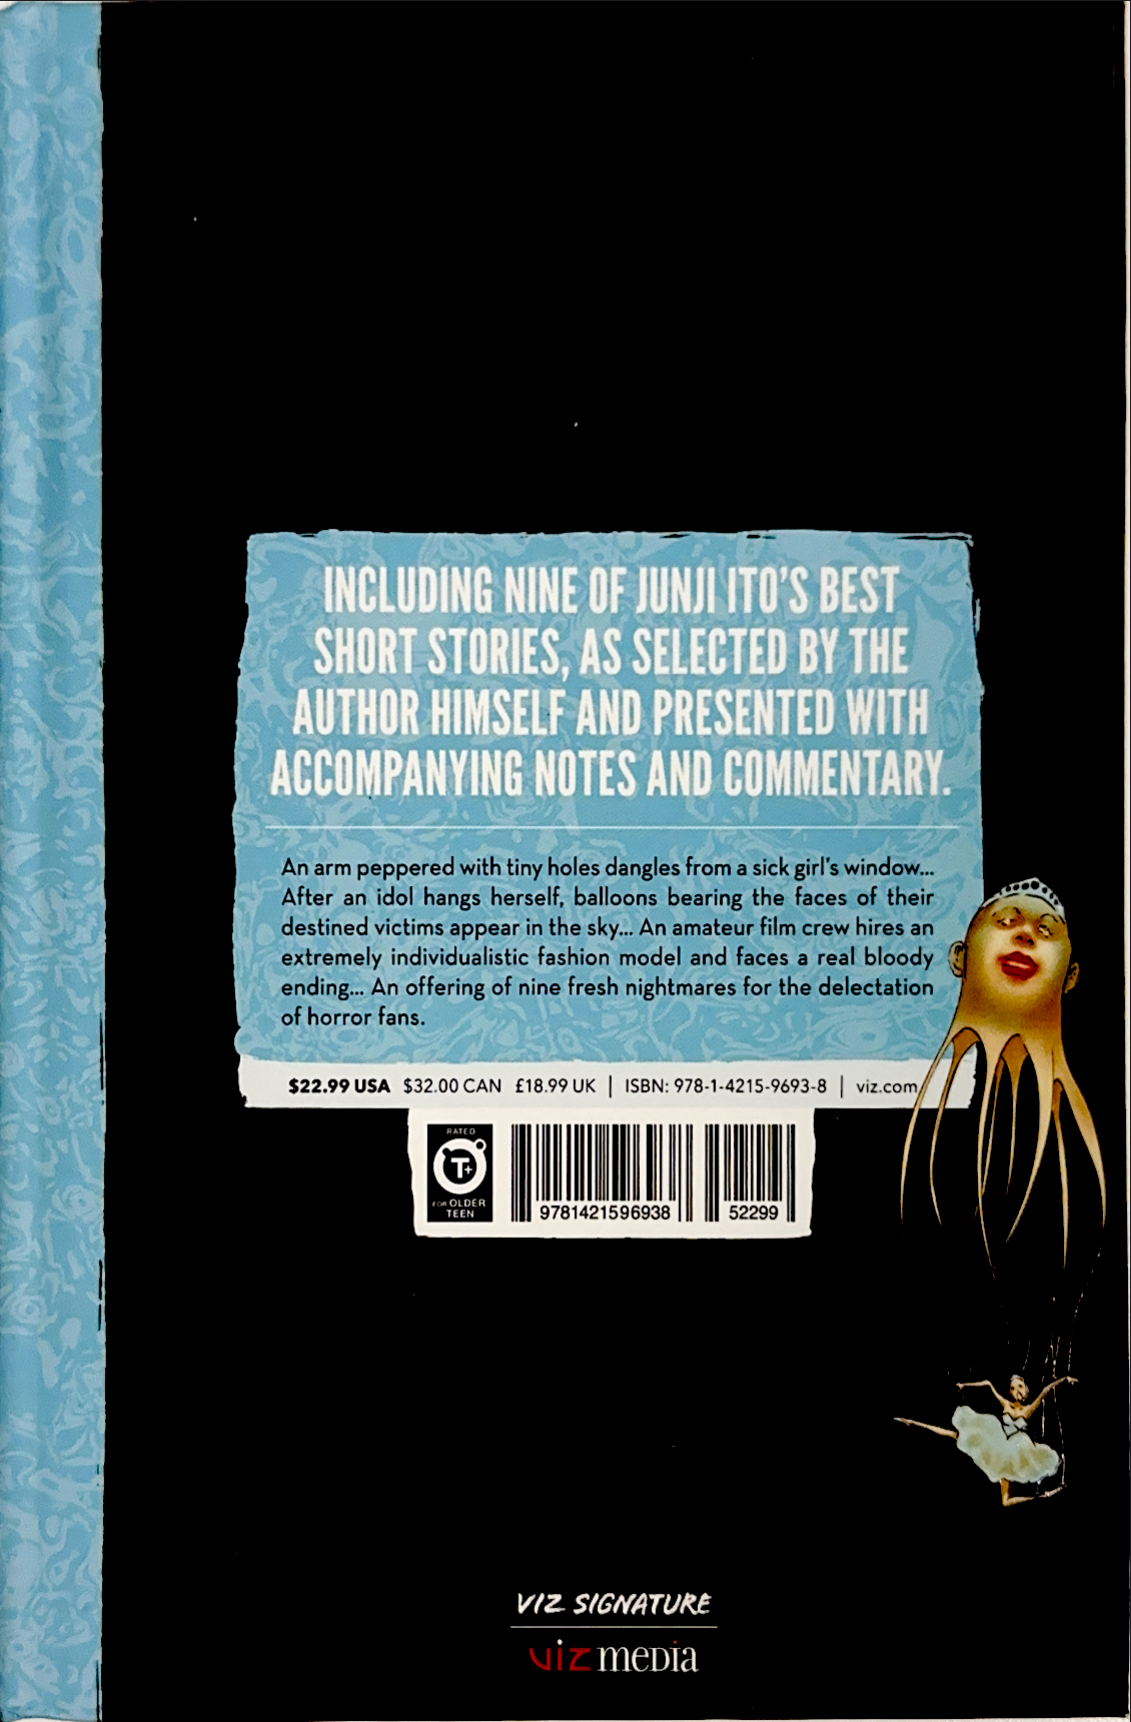 INCLUDING NINE OF JUNJI ITO'S BEST
SHORT STORIES, AS SELECTED BY THE
AUTHOR HIMSELF AND PRESENTED WITH
ACCOMPANYING NOTES AND COMMENTARY.
An arm peppered with tiny holes dangles from a sick girl's window...
After an idol hangs herself, balloons bearing the faces of their
destined victims appear in the sky... An amateur film crew hires an
extremely individualistic fashion model and faces a real bloody
ending... An offering of nine fresh nightmares for the delectation
of horror fans.
$22.99 USA $32.00 CAN £18.99 UK | ISBN: 978-1-4215-9693-8 | viz.com
RATED
T+
FOR OLDER
TEEN
9781421596938
52299
VIZ SIGNATURE
viz media